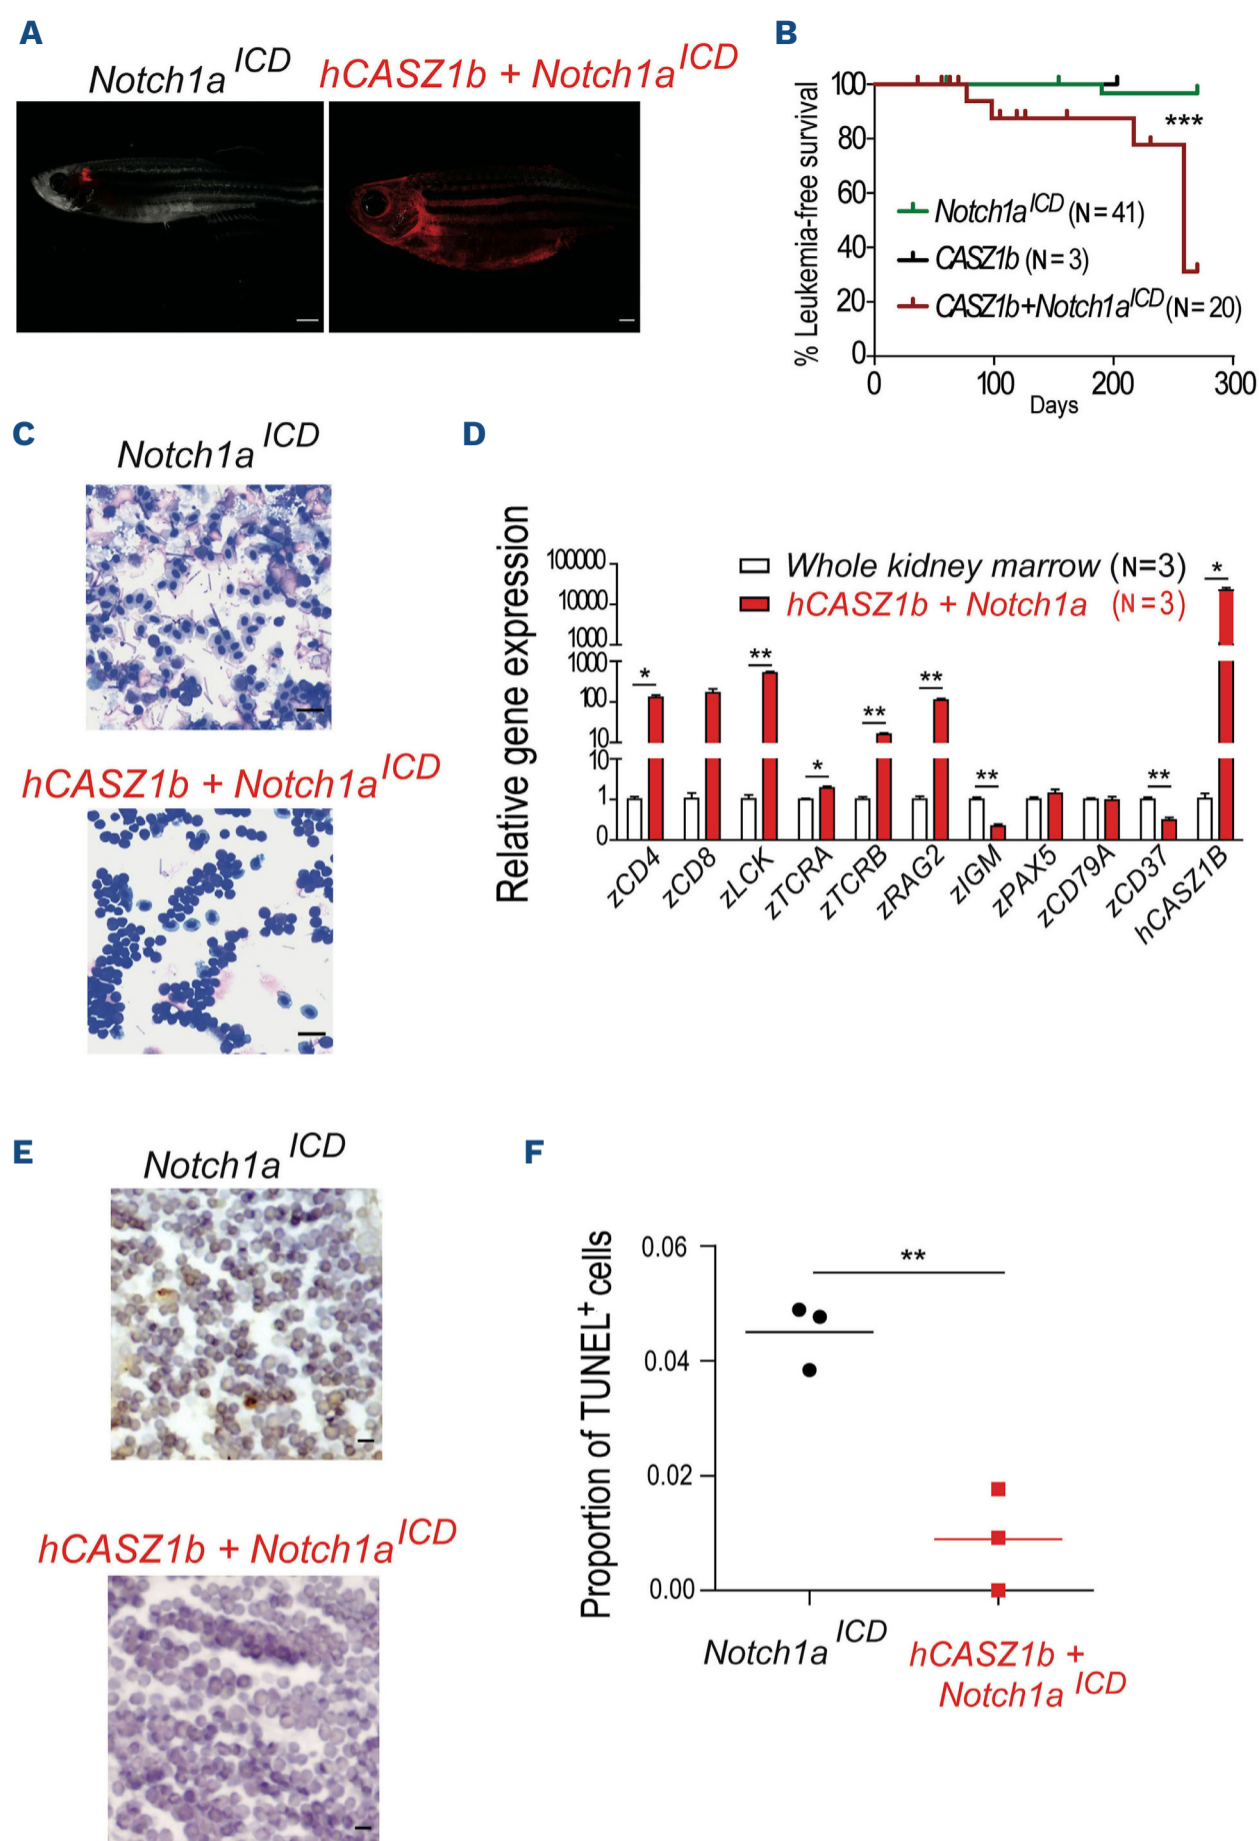 A
Notch1a ICD
hCASZ1b + Notch1a ICD
B
% Leukemia-free survival
100
80
60
40
20
0
***
Notch1a ICD (N = 41)
CASZ1b (N = 3)
CASZ1b+Notch1a ICD (N = 20)
0 100 200 300
Days
C
Notch1a ICD
hCASZ1b + Notch1a ICD
D
Relative gene expression
100000
10000
1000
1000
100
10
10
1
0
Whole kidney marrow (N=3)
hCASZ1b + Notch1a (N=3)
* ** * ** ** ** ** *
zCD4 zCD8 zLCK zTCRA zTCRB zRAG2 zIGM zPAX5 zCD79A zCD37 hCASZ1B
E
Notch1a ICD
hCASZ1b + Notch1a ICD
F
Proportion of TUNEL+ cells
0.06
0.04
0.02
0.00
**
Notch1a ICD
hCASZ1b +
Notch1a ICD